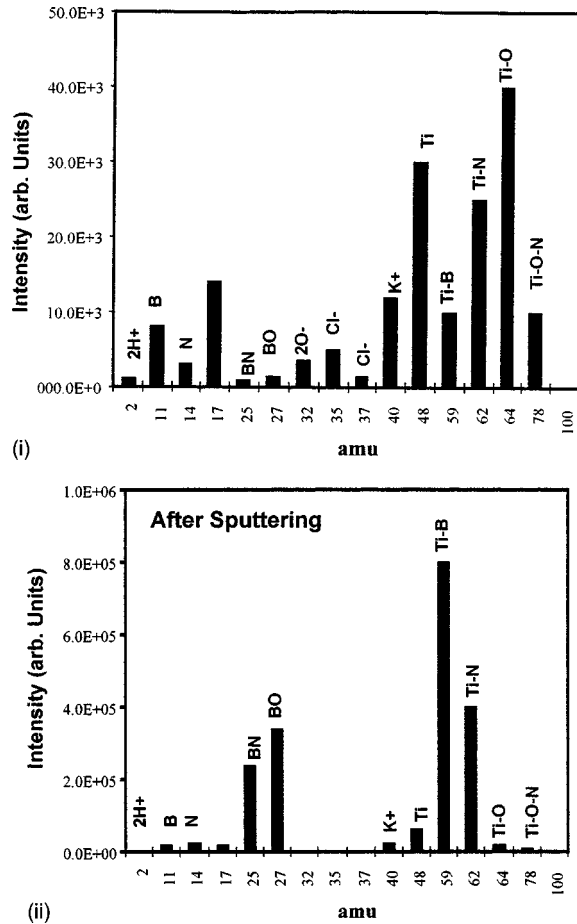 50.0E+3
40.0E+3
30.0E+3
20.0E+3
10.0E+3
000.0E+0
Intensity (arb. Units)
2H+
B
N
BN
BO
2O-
Cl-
Cl-
K+
Ti
Ti-B
Ti-N
Ti-O
Ti-O-N
2 11 14 17 25 27 32 35 37 40 48 59 62 64 78 100
amu
(i)
After Sputtering
1.0E+06
8.0E+05
6.0E+05
4.0E+05
2.0E+05
0.0E+00
Intensity (arb. Units)
2H+
B
N
BN
BO
K+
Ti
Ti-B
Ti-N
Ti-O
Ti-O-N
2 11 14 17 25 27 32 35 37 40 48 59 62 64 78 100
amu
(ii)